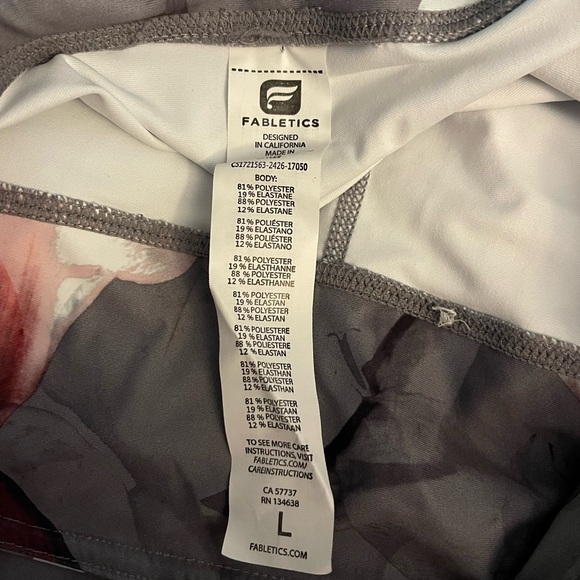 FABLETICS
DESIGNED
IN CALIFORNIA
MADE IN
CS1721563-2426-17050
BODY:
81% POLYESTER
19% ELASTANE
88% POLYESTER
12% ELASTANE
81% POLIÉSTER
19% ELASTANO
88% POLIÉSTER
12% ELASTANO
81% POLYESTER
19% ELASTHANNE
88% POLYESTER
12% ELASTHANNE
81% POLYESTER
19% ELASTAN
88% POLYESTER
12% ELASTAN
81% POLIESTERE
19% ELASTAN
88% POLIESTERE
12% ELASTAN
81% POLYESTER
19% ELASTHAN
88% POLYESTER
12% ELASTHAN
81% POLYESTER
19% ELASTAAN
88% POLYESTER
12% ELASTAAN
TO SEE MORE CARE
INSTRUCTIONS, VISIT
FABLETICS.COM/
CAREINSTRUCTIONS
CA 57737
RN 134638
L
FABLETICS.COM